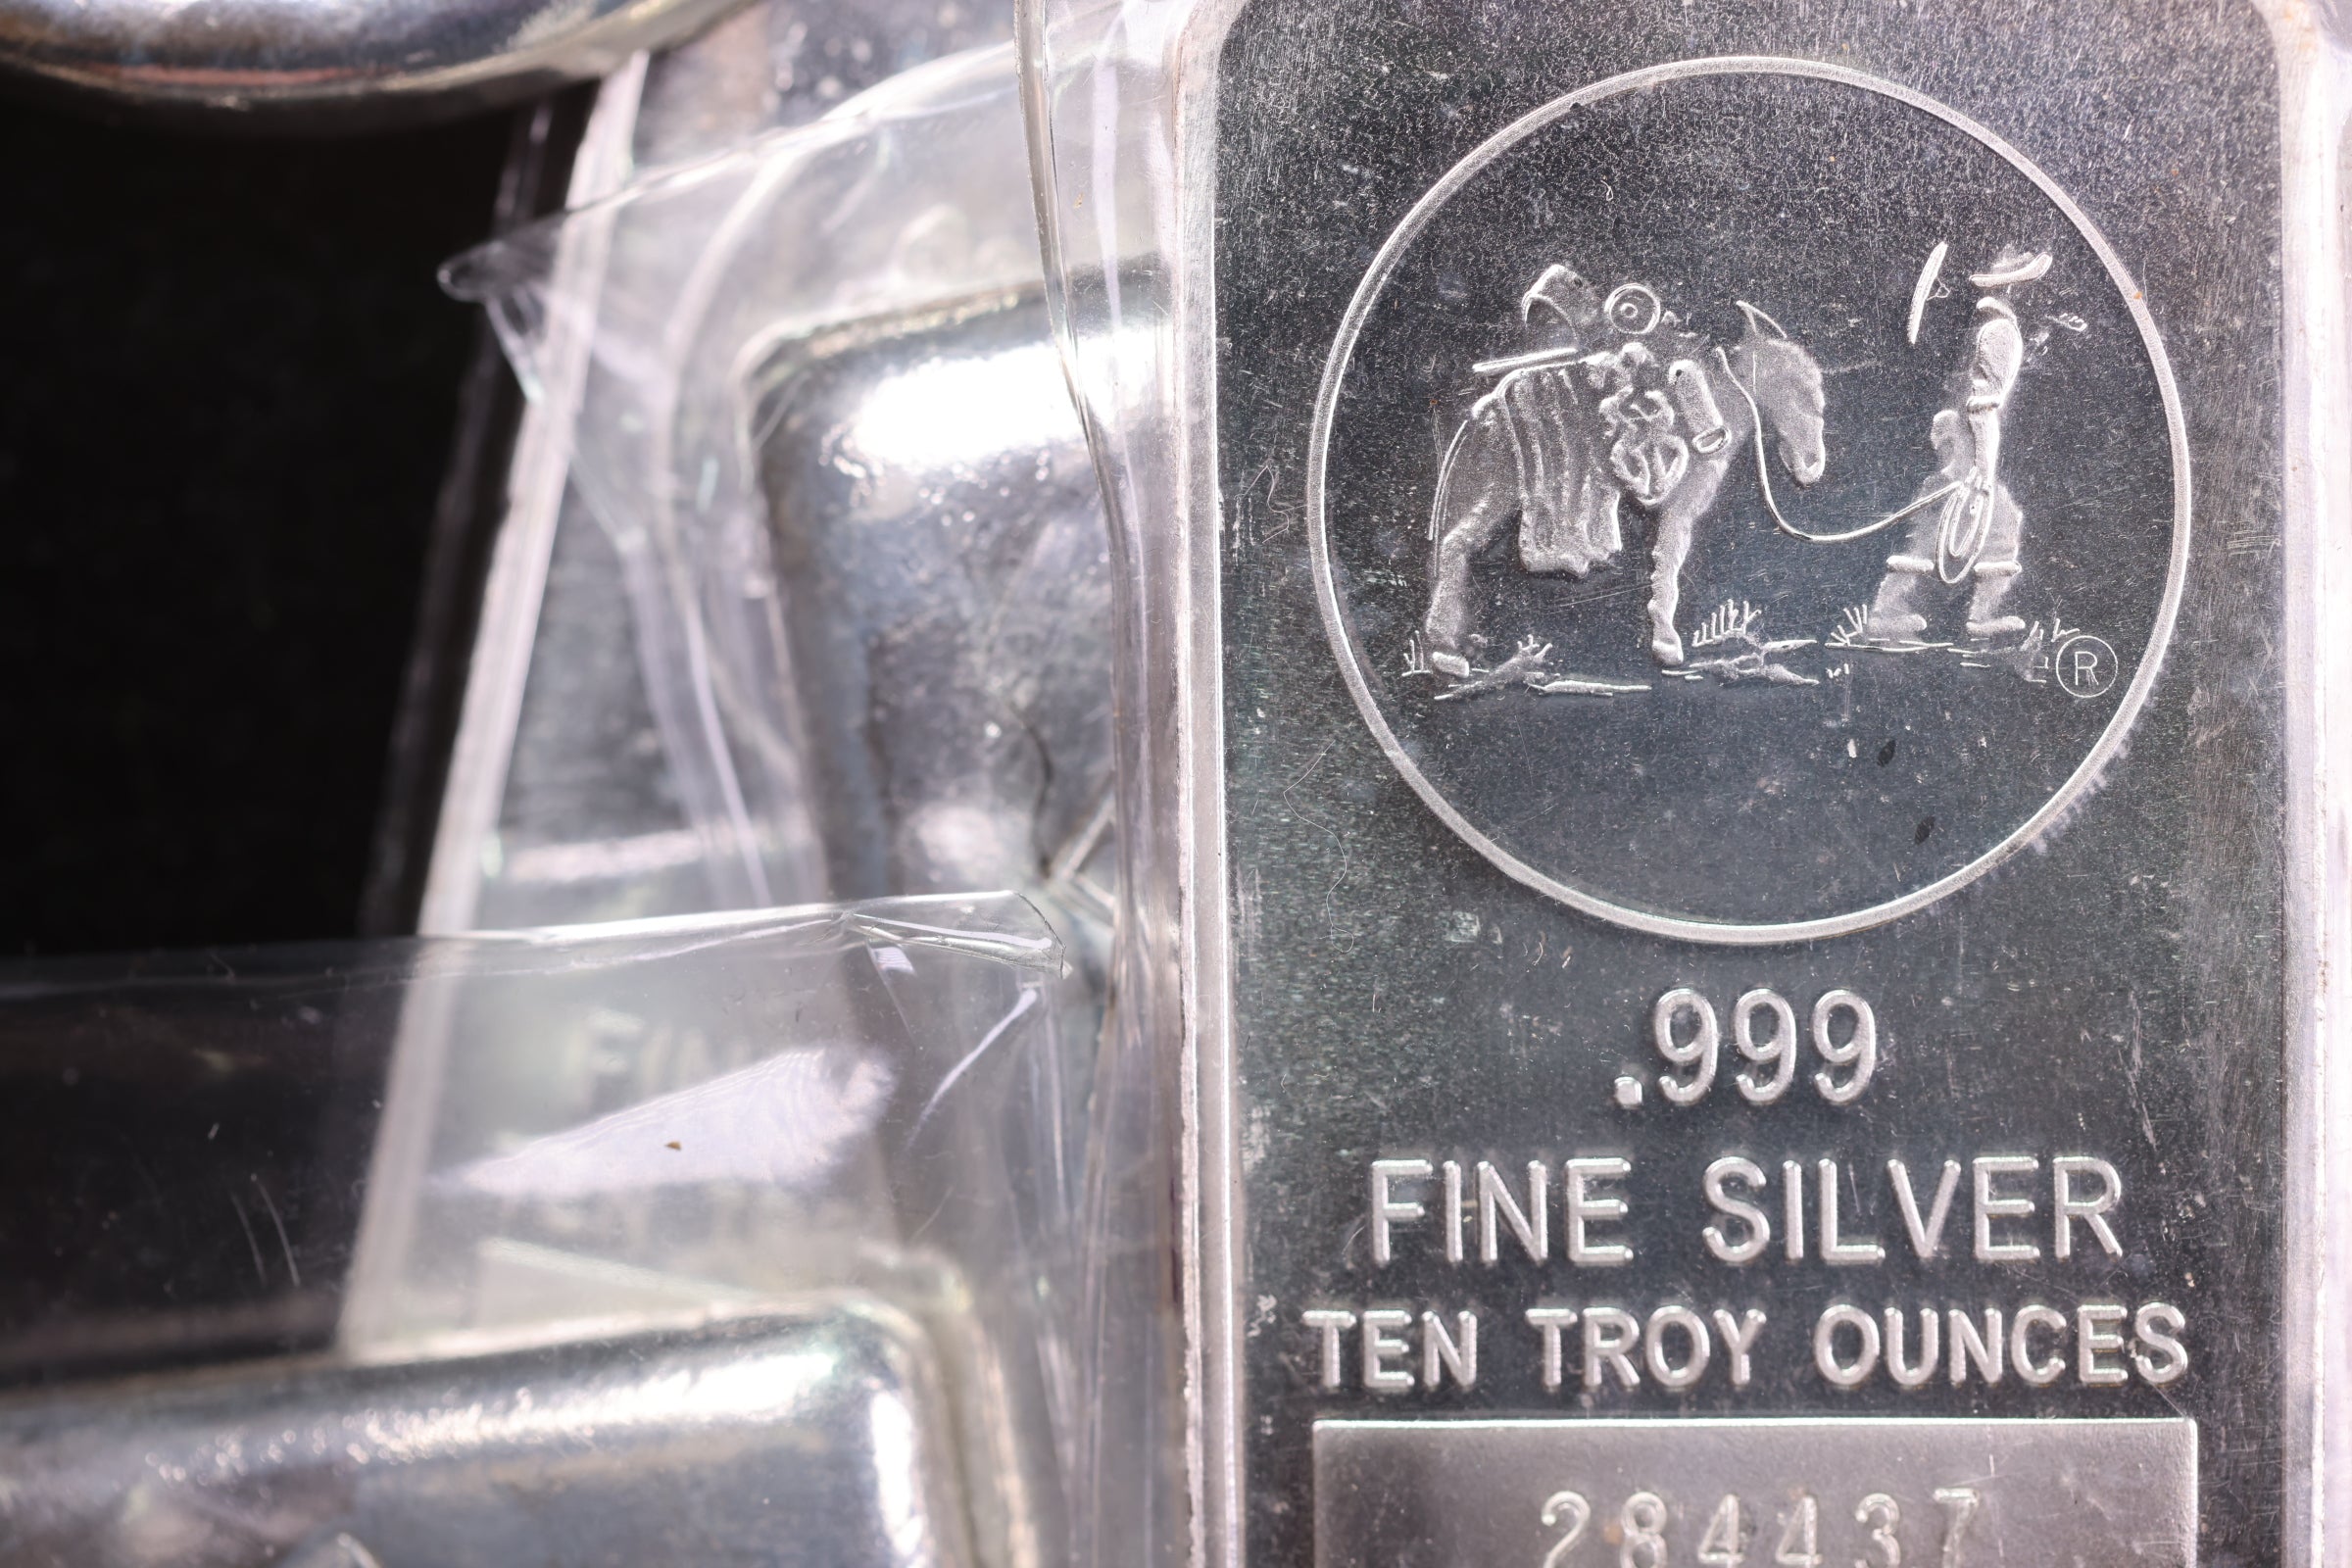 ®
.999
FINE SILVER
TEN TROY OUNCES
284437